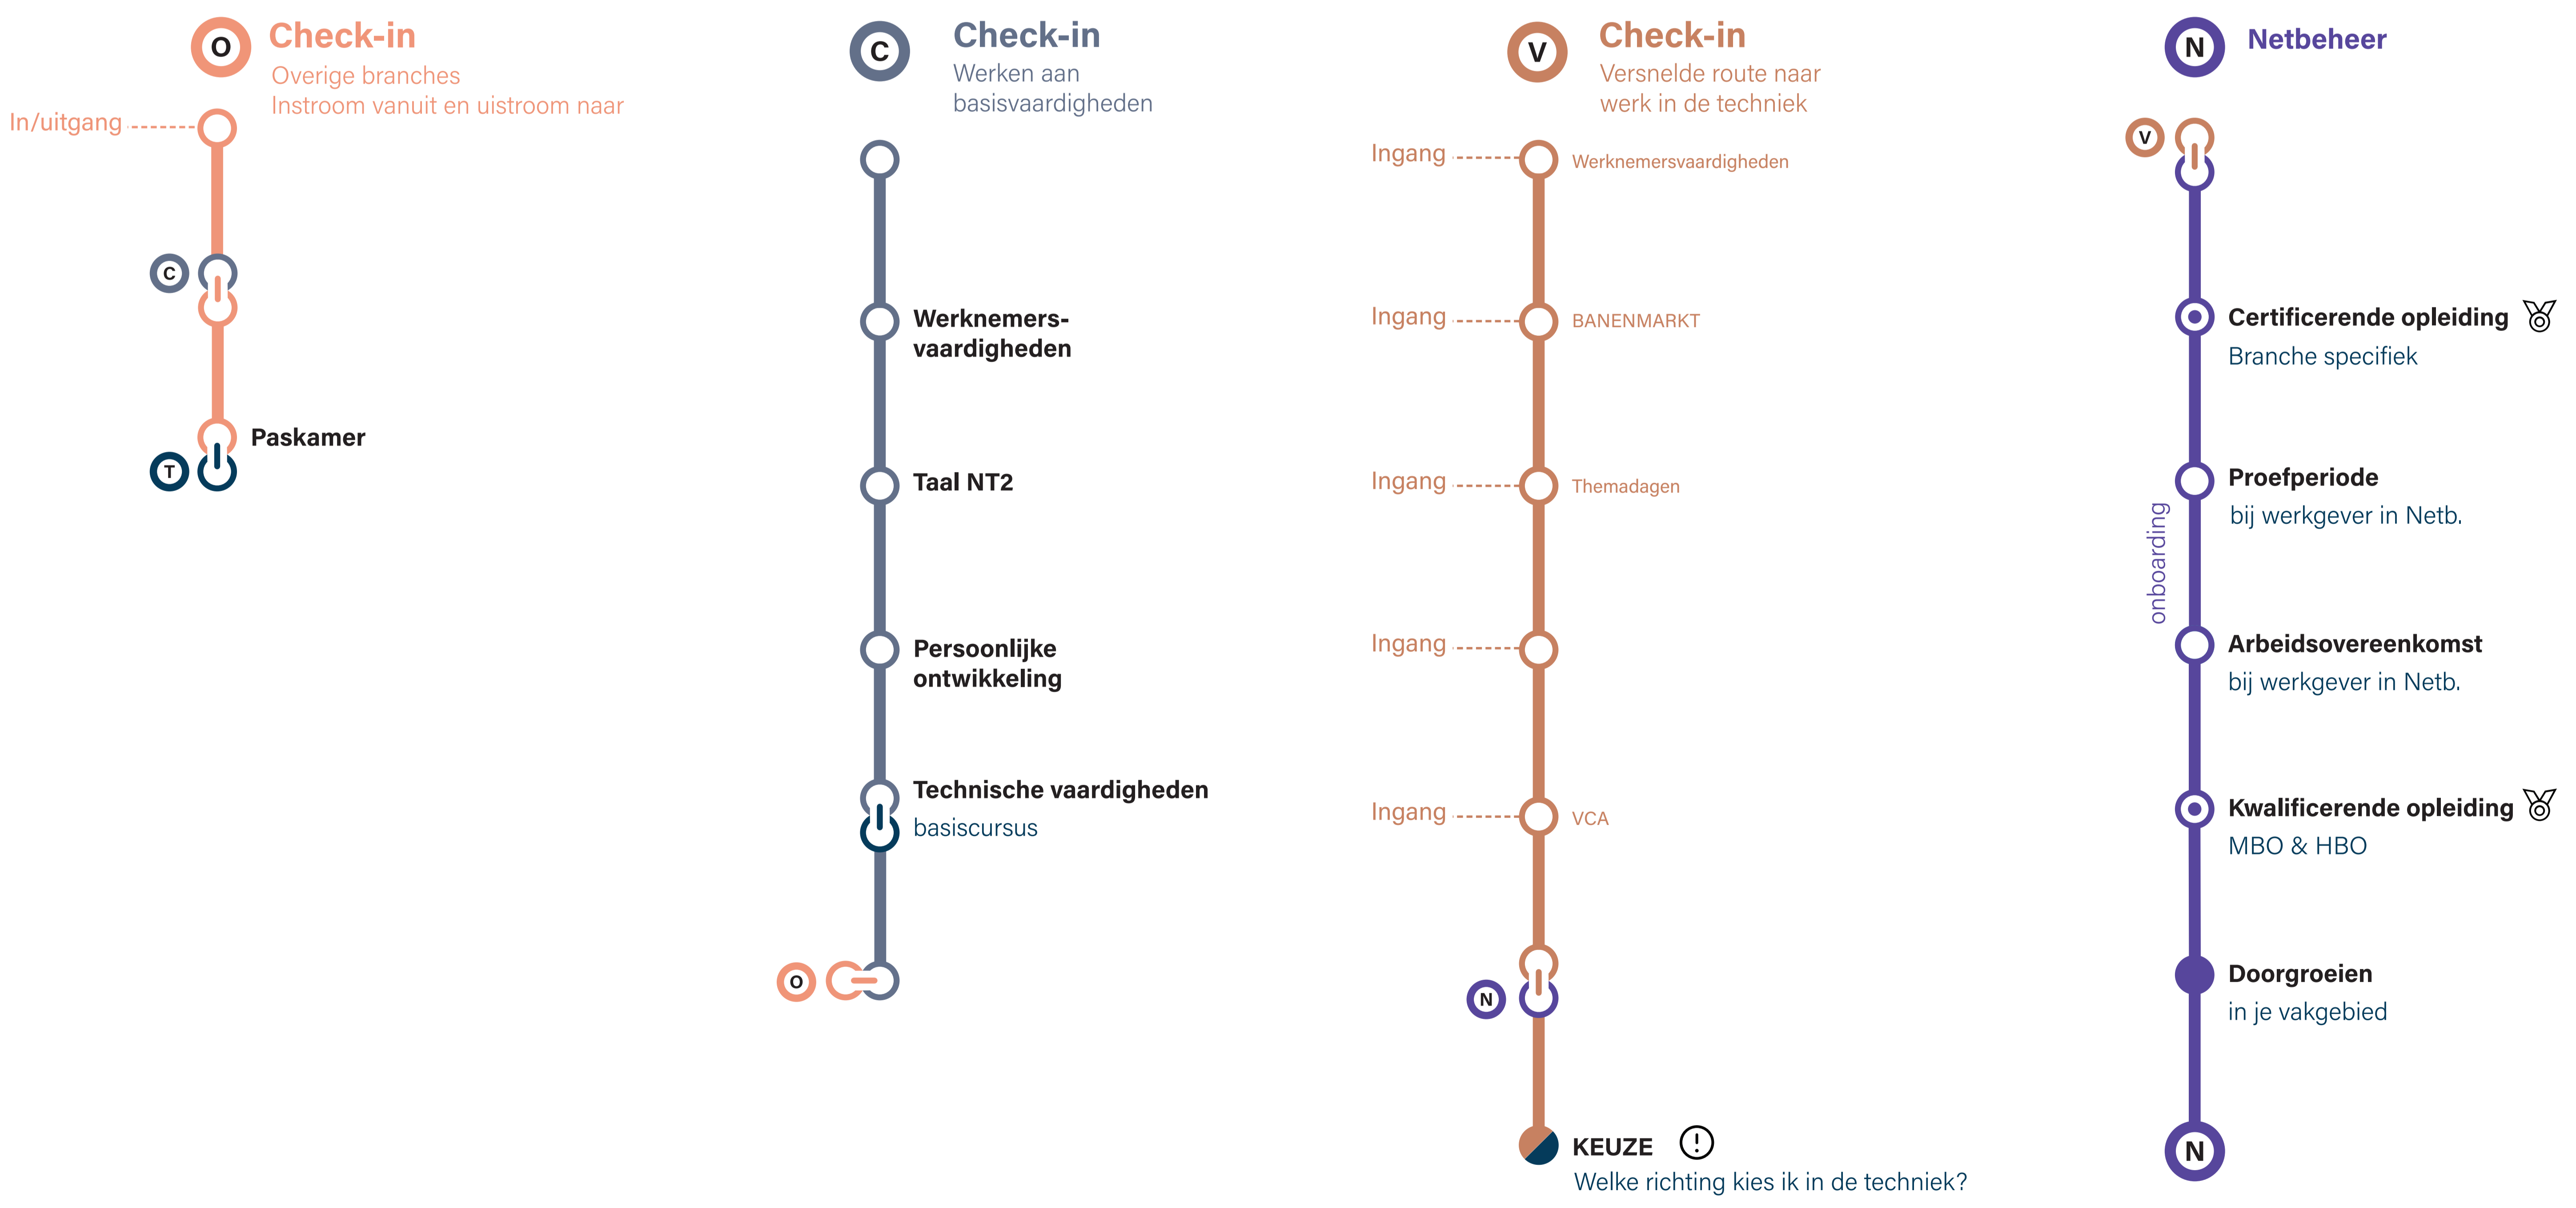 O
Check-in
Overige branches
Instroom vanuit en uistroom naar
In/uitgang
C
Paskamer
T
C
Check-in
Werken aan
basisvaardigheden
Werknemers-
vaardigheden
Taal NT2
Persoonlijke
ontwikkeling
Technische vaardigheden
basiscursus
O
V
Check-in
Versnelde route naar
werk in de techniek
Ingang
Werknemersvaardigheden
Ingang
BANENMARKT
Ingang
Themadagen
Ingang
Ingang
VCA
N
KEUZE
Welke richting kies ik in de techniek?
N
Netbeheer
V
Certificerende opleiding
Branche specifiek
Proefperiode
bij werkgever in Netb.
onboarding
Arbeidsovereenkomst
bij werkgever in Netb.
Kwalificerende opleiding
MBO & HBO
Doorgroeien
in je vakgebied
N